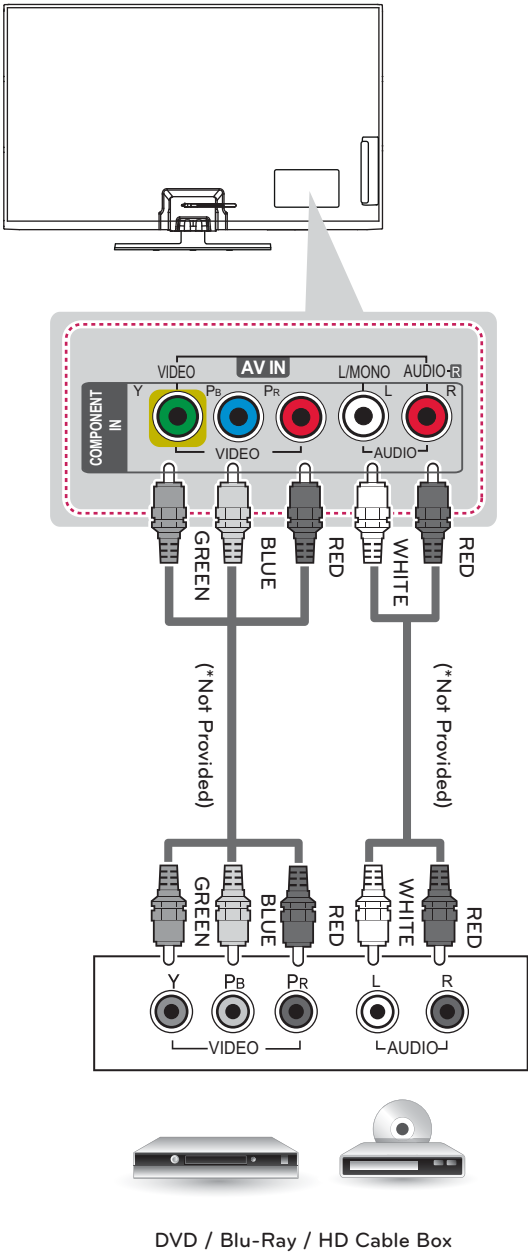 AV IN
VIDEO L/MONO AUDIO R
COMPONENT
IN
Y PB PR L R
VIDEO AUDIO
GREEN BLUE RED WHITE RED
(*Not Provided) (*Not Provided)
GREEN BLUE RED WHITE RED
Y PB PR L R
VIDEO AUDIO
DVD / Blu-Ray / HD Cable Box